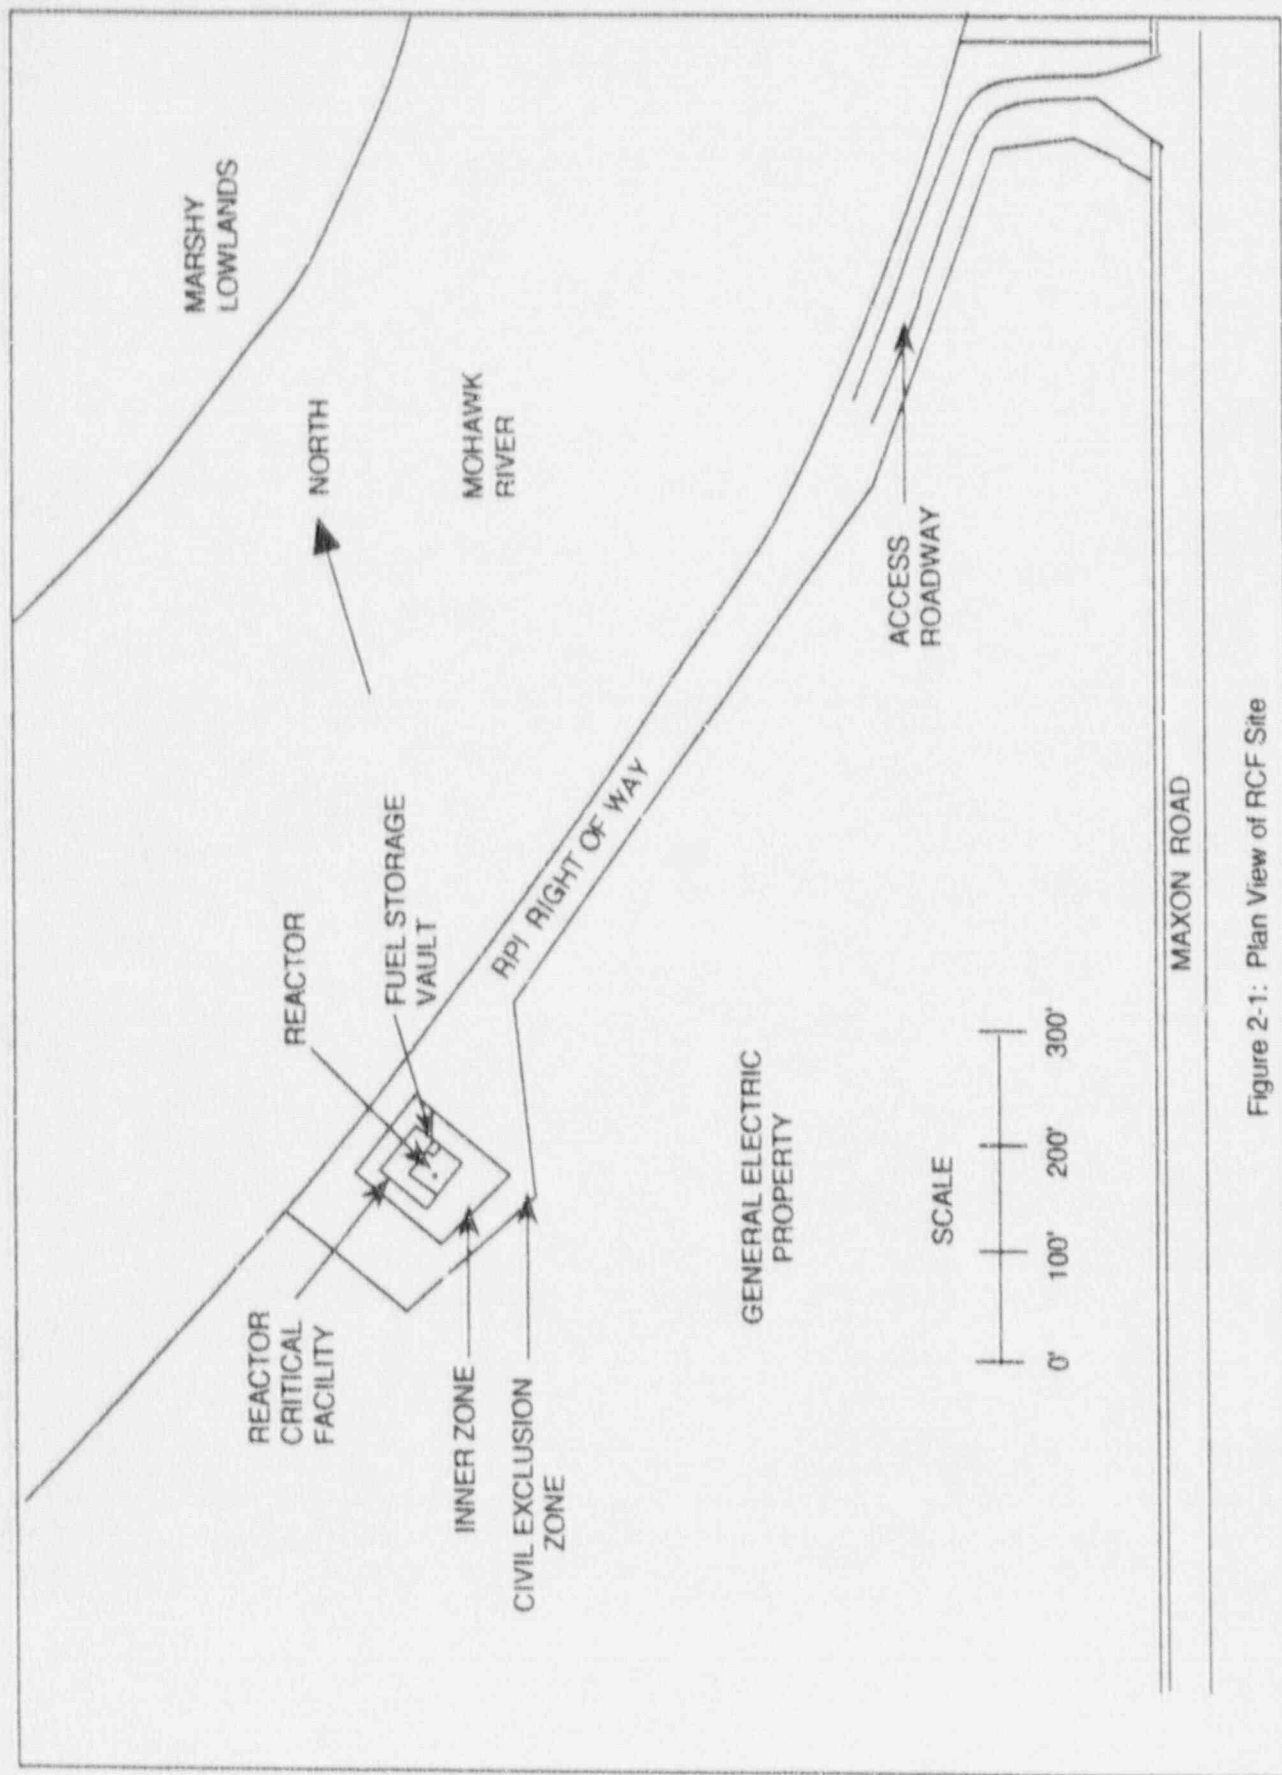 MARSHY
LOWLANDS
NORTH
MOHAWK
RIVER
REACTOR
FUEL STORAGE
VAULT
REACTOR
CRITICAL
FACILITY
RPI RIGHT OF WAY
INNER ZONE
CIVIL EXCLUSION
ZONE
ACCESS
ROADWAY
GENERAL ELECTRIC
PROPERTY
SCALE
0' 100' 200' 300'
MAXON ROAD
Figure 2-1: Plan View of RCF Site